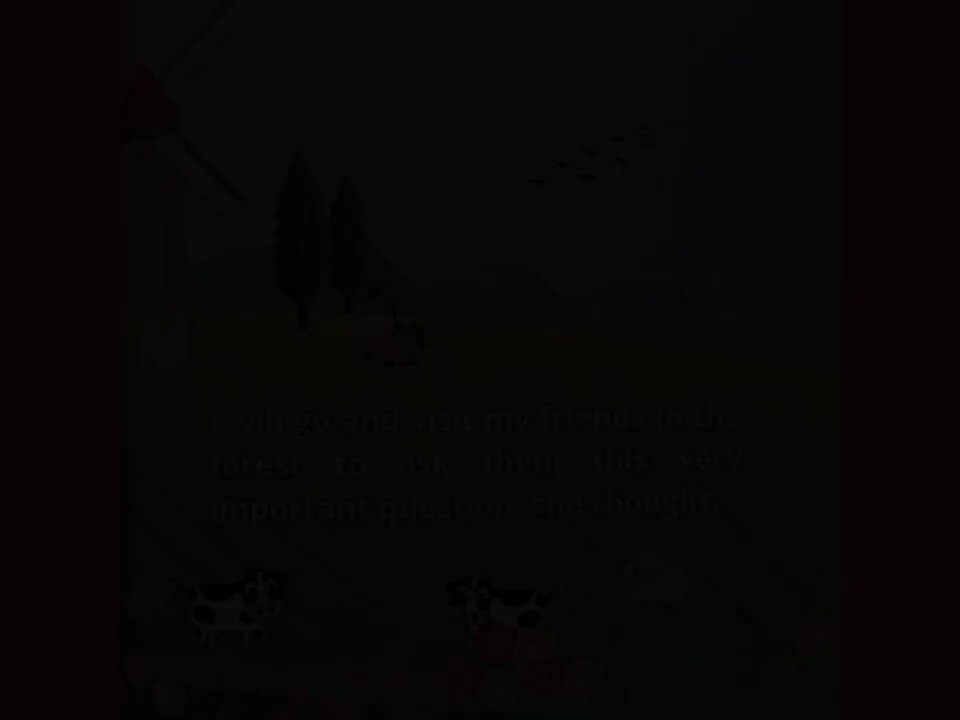 I will go and visit my friends in the
forest to ask them this very
important question, she thought.